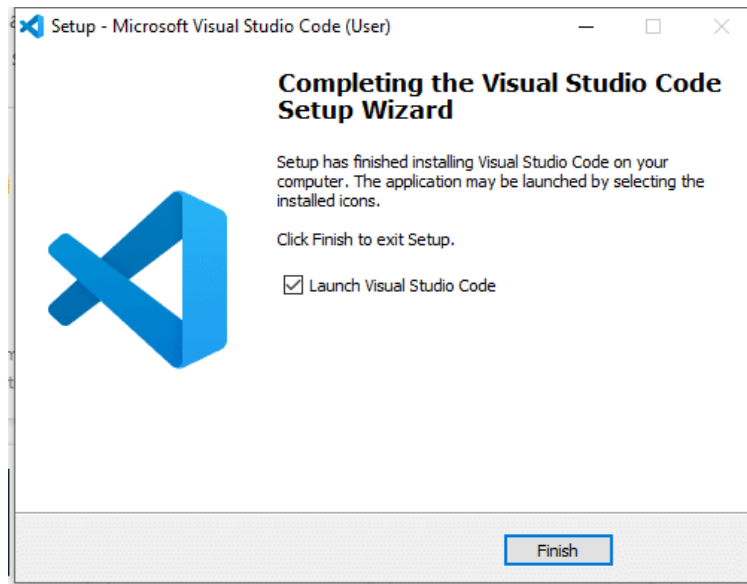 Setup - Microsoft Visual Studio Code (User)
Completing the Visual Studio Code
Setup Wizard
Setup has finished installing Visual Studio Code on your
computer. The application may be launched by selecting the
installed icons.
Click Finish to exit Setup.
Launch Visual Studio Code
Finish